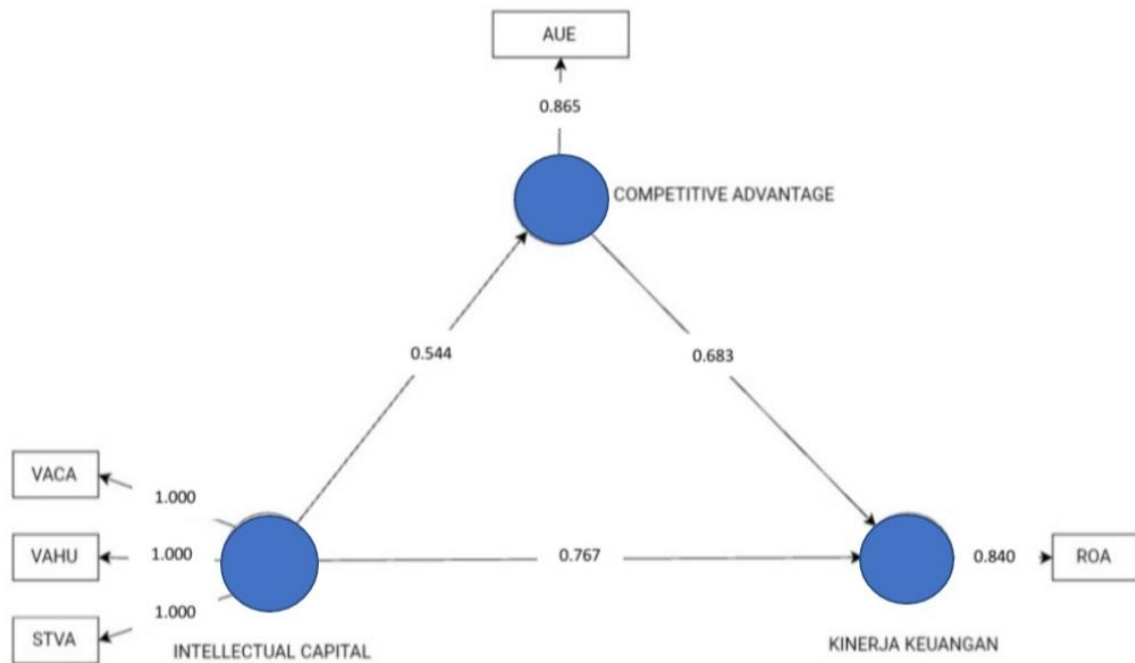 AUE
0.865
COMPETITIVE ADVANTAGE
0.544
0.683
VACA
1.000
VAHU
1.000
0.767
0.840
ROA
1.000
STVA
INTELLECTUAL CAPITAL
KINERJA KEUANGAN